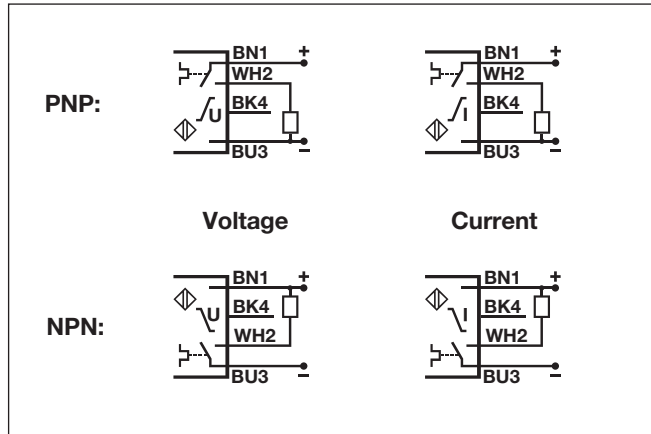 BN1 +
WH2
PNP: BK4
U
BU3 –
BN1 +
WH2
BK4
I
BU3 –
Voltage Current
BN1 +
NPN: BK4
U
WH2
BU3 –
BN1 +
BK4
I
WH2
BU3 –